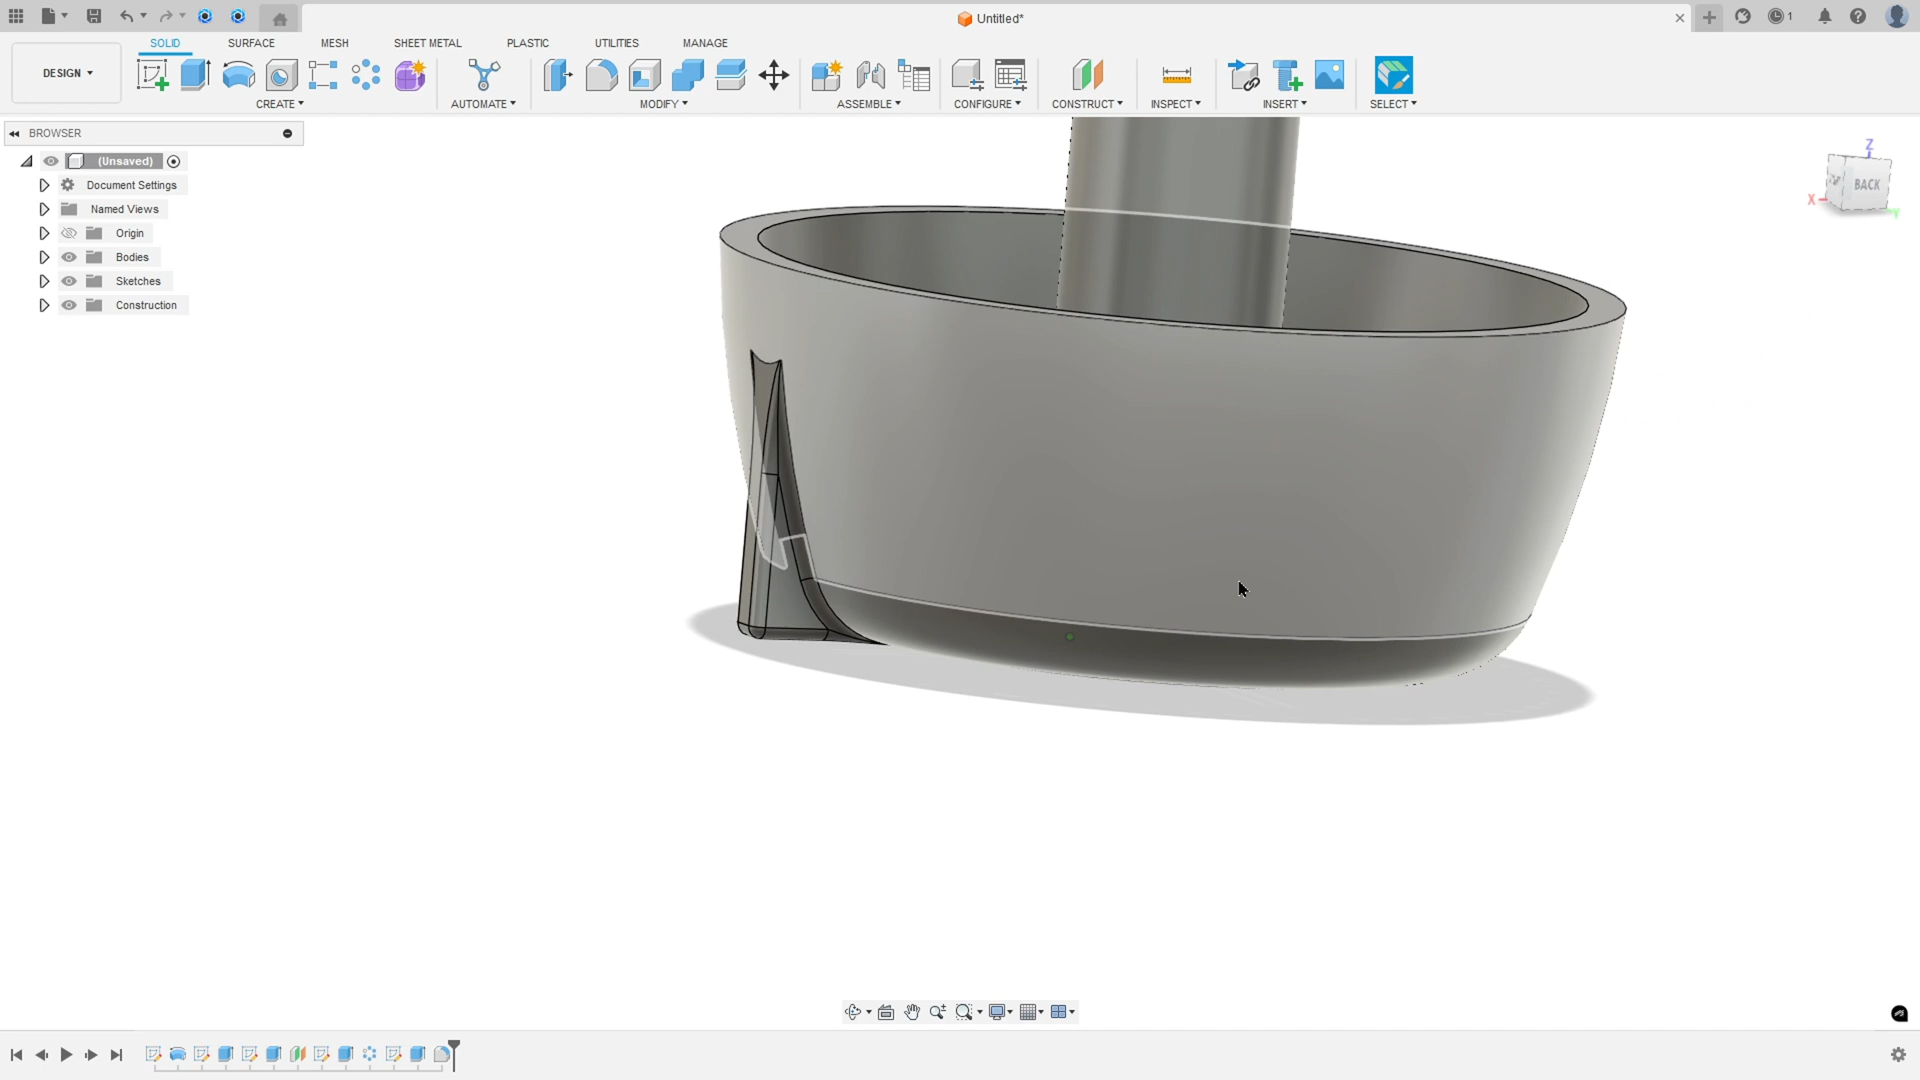 Untitled*
1
SOLID SURFACE MESH SHEET METAL PLASTIC UTILITIES MANAGE
DESIGN
CREATE AUTOMATE MODIFY ASSEMBLE CONFIGURE CONSTRUCT INSPECT INSERT SELECT
BROWSER
(Unsaved)
Document Settings
Named Views
Origin
Bodies
Sketches
Construction
Z
BACK
X
Y